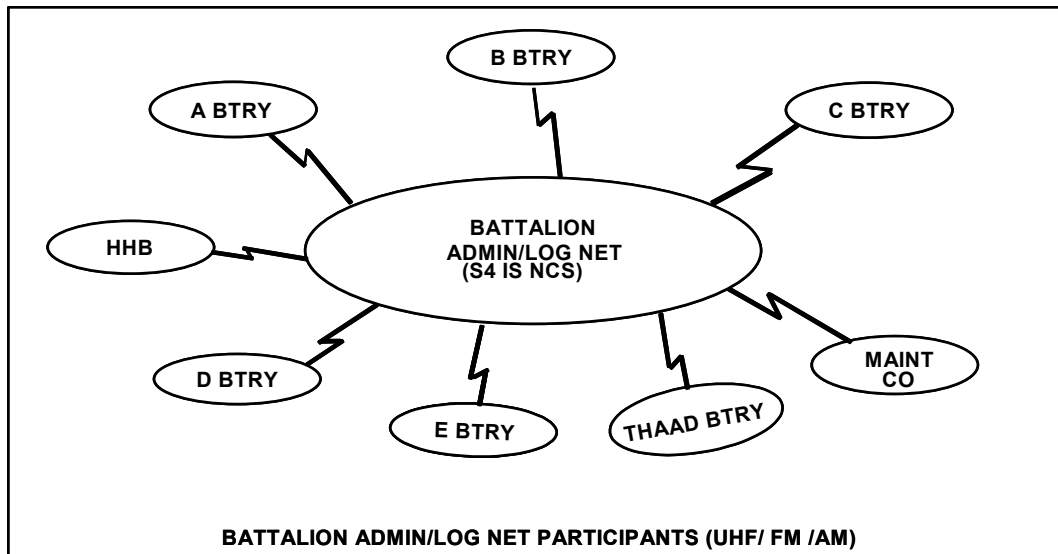 B BTRY
A BTRY
C BTRY
BATTALION
ADMIN/LOG NET
(S4 IS NCS)
HHB
D BTRY
E BTRY
THAAD BTRY
MAINT
CO
BATTALION ADMIN/LOG NET PARTICIPANTS (UHF/ FM /AM)